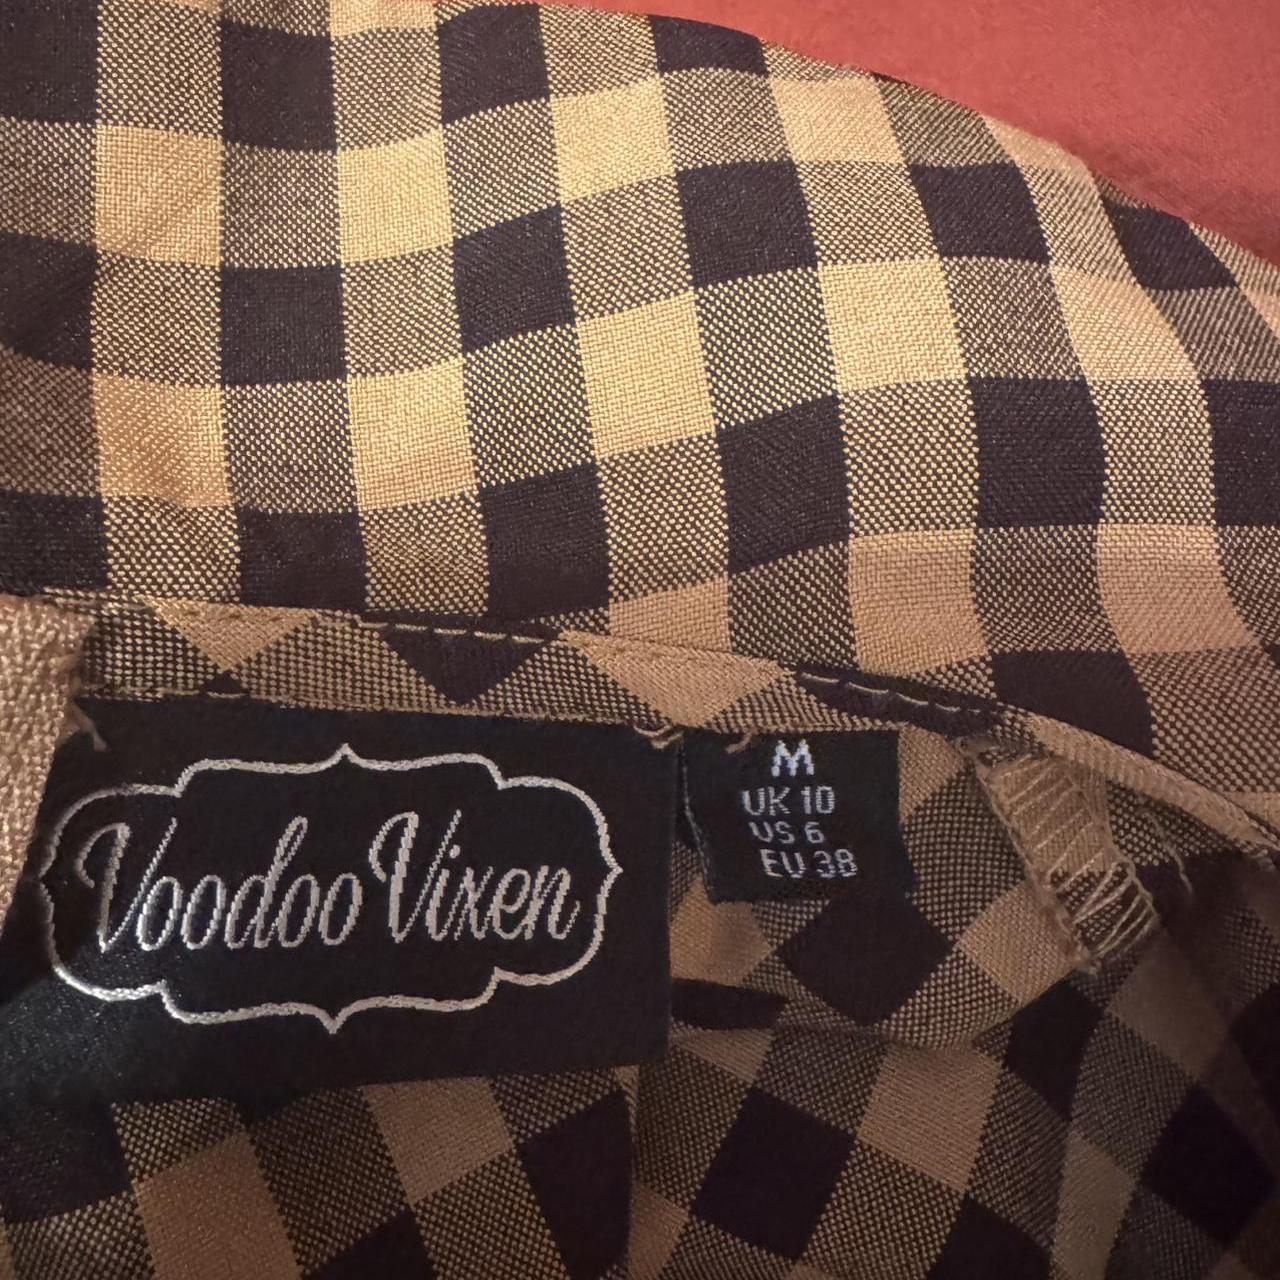 Voodoo Vixen
M
UK 10
US 6
EU 38